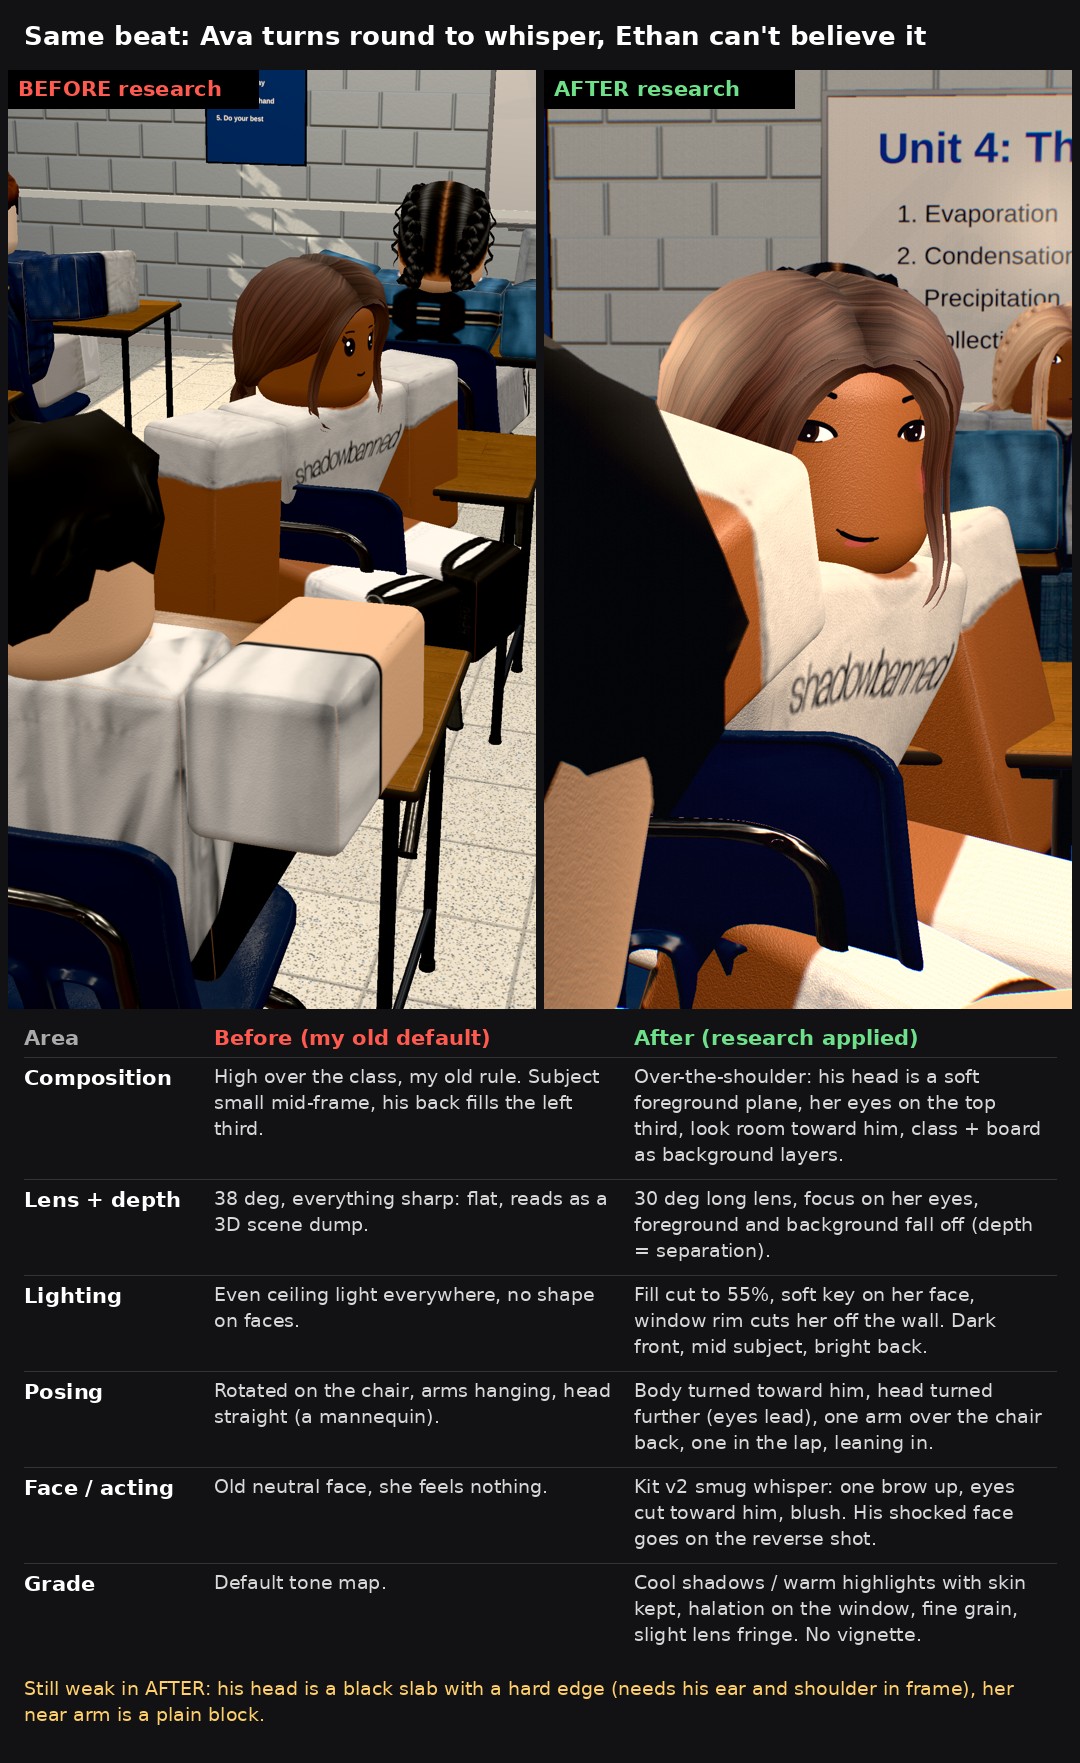 Same beat: Ava turns round to whisper, Ethan can't believe it
BEFORE research
5. Do your best
shadowbanned
AFTER research
Unit 4:
1. Evaporation
2. Condensation
Precipitation
shadowbanned
Area
Before (my old default)
After (research applied)
Composition
High over the class, my old rule. Subject
small mid-frame, his back fills the left
third.
Over-the-shoulder: his head is a soft
foreground plane, her eyes on the top
third, look room toward him, class + board
as background layers.
Lens + depth
38 deg, everything sharp: flat, reads as a
3D scene dump.
30 deg long lens, focus on her eyes,
foreground and background fall off (depth
= separation).
Lighting
Even ceiling light everywhere, no shape
on faces.
Fill cut to 55%, soft key on her face,
window rim cuts her off the wall. Dark
front, mid subject, bright back.
Posing
Rotated on the chair, arms hanging, head
straight (a mannequin).
Body turned toward him, head turned
further (eyes lead), one arm over the chair
back, one in the lap, leaning in.
Face / acting
Old neutral face, she feels nothing.
Kit v2 smug whisper: one brow up, eyes
cut toward him, blush. His shocked face
goes on the reverse shot.
Grade
Default tone map.
Cool shadows / warm highlights with skin
kept, halation on the window, fine grain,
slight lens fringe. No vignette.
Still weak in AFTER: his head is a black slab with a hard edge (needs his ear and shoulder in frame), her
near arm is a plain block.